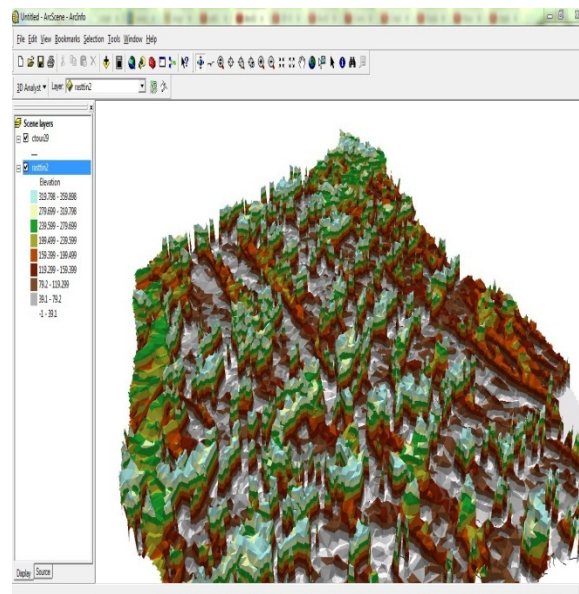 Untitled - ArcScene - ArcInfo
File Edit View Bookmarks Selection Tools Window Help
3D Analyst Layer: rasttin2
Scene layers
ctour29
rasttin2
Elevation
319.798 - 359.898
279.699 - 319.798
239.599 - 279.699
199.499 - 239.599
159.399 - 199.499
119.299 - 159.399
79.2 - 119.299
39.1 - 79.2
-1 - 39.1
Display Source